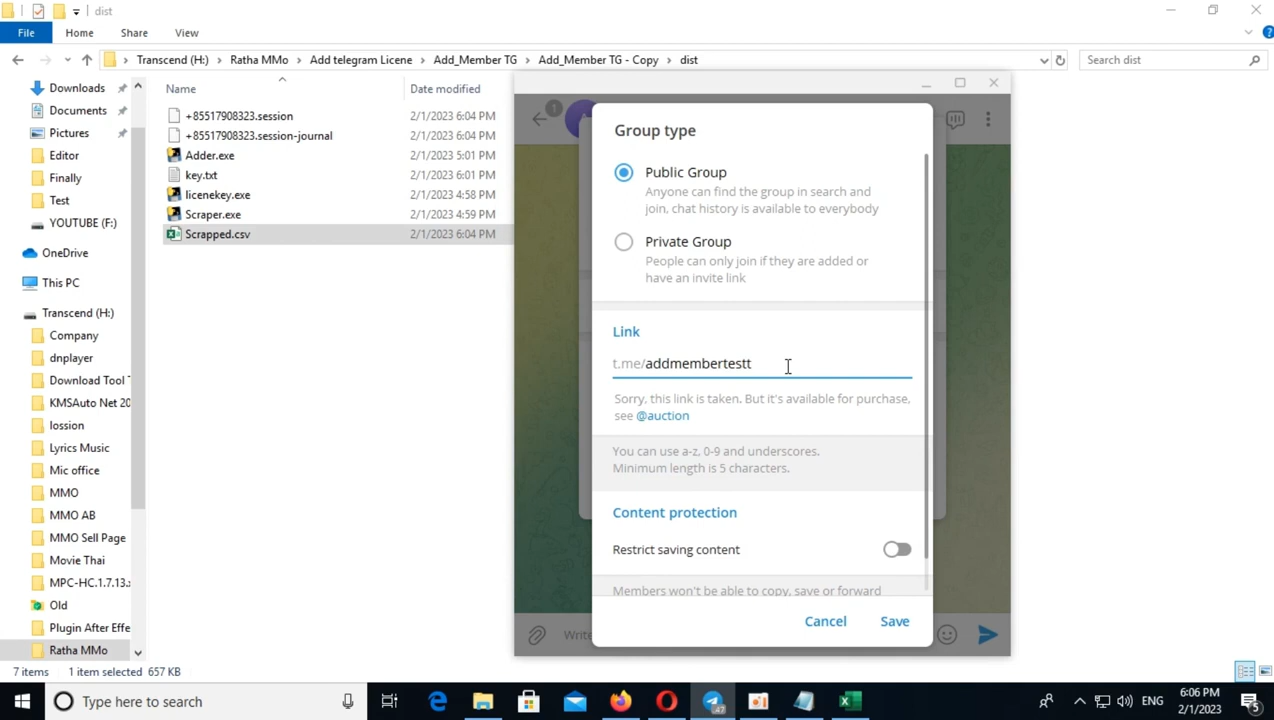 dist
File
Home
Share
View
Transcend (H:)
Ratha MMo
Add telegram Licene
Add_Member TG
Add_Member TG - Copy
dist
Search dist
Name
Date modified
Downloads
Documents
Pictures
Editor
Finally
Test
YOUTUBE (F:)
OneDrive
This PC
Transcend (H:)
Company
dnplayer
Download Tool
KMSAuto Net 20
lossion
Lyrics Music
Mic office
MMO
MMO AB
MMO Sell Page
Movie Thai
MPC-HC.1.7.13.x
Old
Plugin After Effe
Ratha MMo
+85517908323.session 2/1/2023 6:04 PM
+85517908323.session-journal 2/1/2023 6:04 PM
Adder.exe 2/1/2023 5:01 PM
key.txt 2/1/2023 6:01 PM
licenekey.exe 2/1/2023 4:58 PM
Scraper.exe 2/1/2023 4:59 PM
Scrapped.csv 2/1/2023 6:04 PM
1
Group type
Public Group
Anyone can find the group in search and
join, chat history is available to everybody
Private Group
People can only join if they are added or
have an invite link
Link
t.me/addmembertestt
Sorry, this link is taken. But it's available for purchase,
see @auction
You can use a-z, 0-9 and underscores.
Minimum length is 5 characters.
Content protection
Restrict saving content
Members won't be able to copy, save or forward
Cancel
Save
7 items
1 item selected 657 KB
Type here to search
ENG
6:06 PM
2/1/2023
5